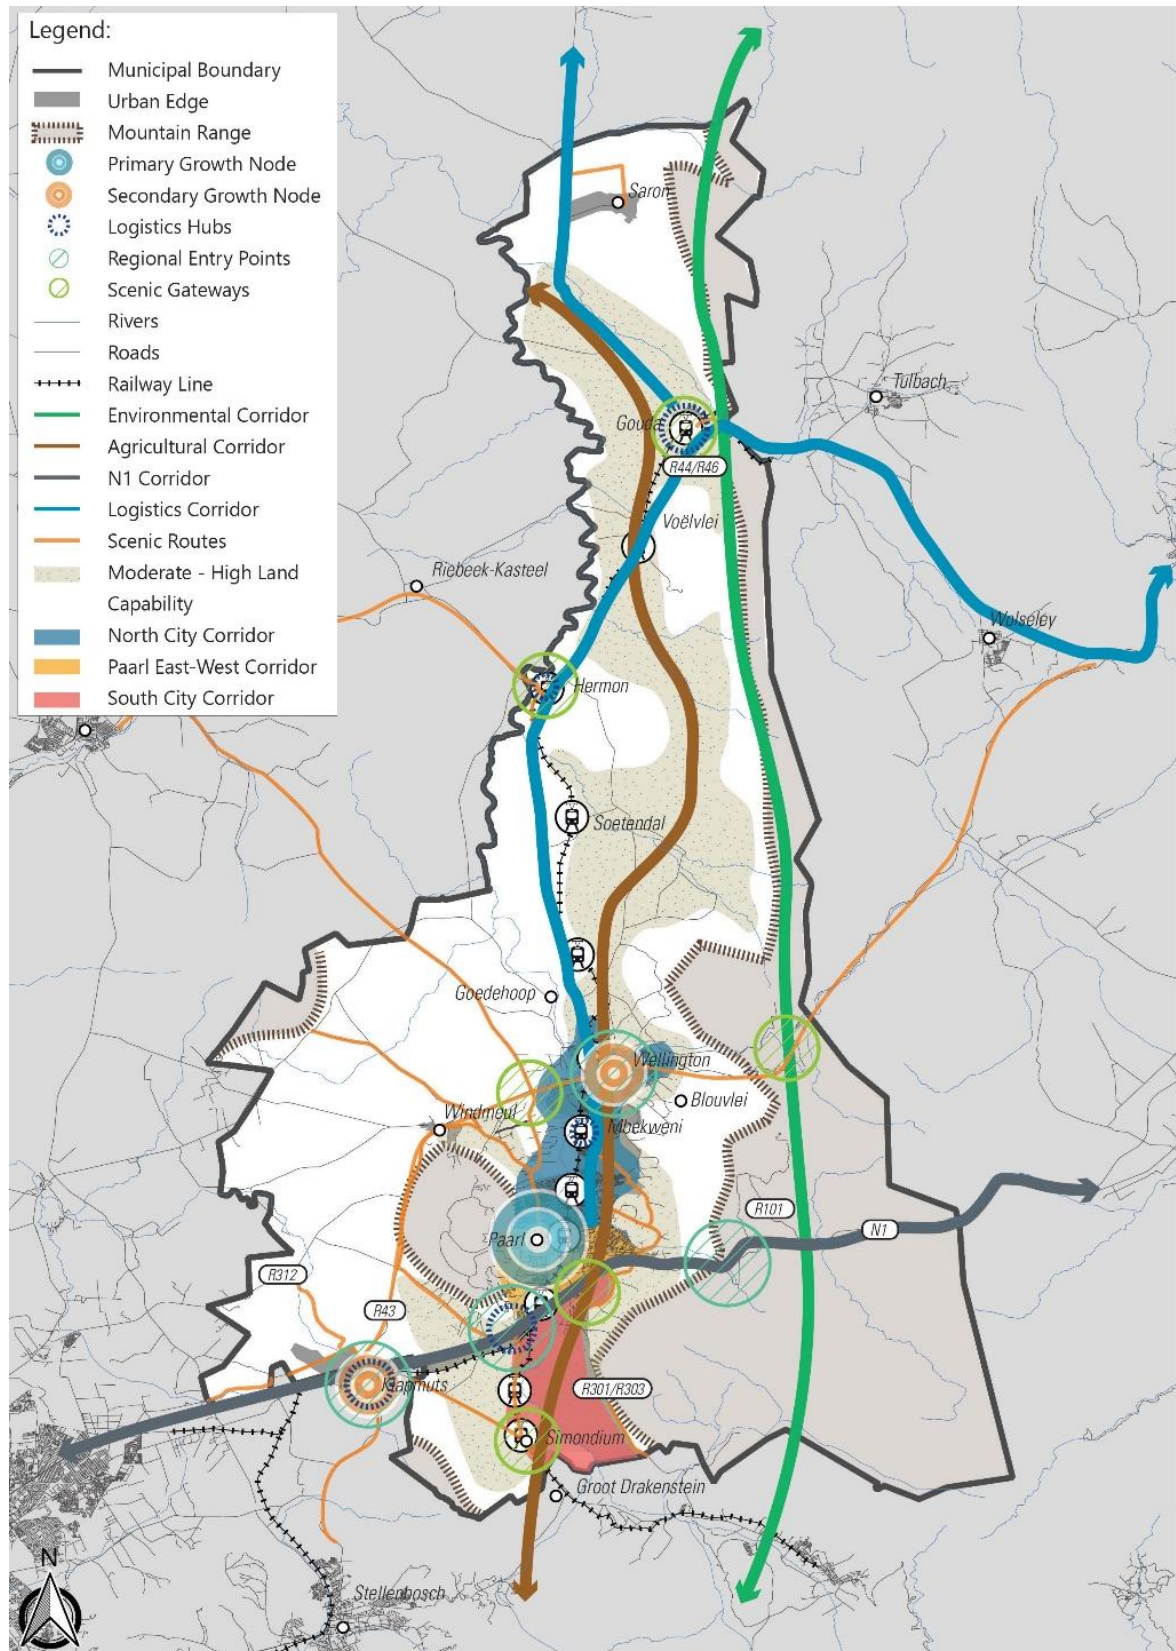 Legend:
Municipal Boundary
Urban Edge
Mountain Range
Primary Growth Node
Secondary Growth Node
Logistics Hubs
Regional Entry Points
Scenic Gateways
Rivers
Roads
Railway Line
Environmental Corridor
Agricultural Corridor
N1 Corridor
Logistics Corridor
Scenic Routes
Moderate - High Land
Capability
North City Corridor
Paarl East-West Corridor
South City Corridor
Saron
Tulbach
Gouda
R44/R46
Voëlvlei
Riebeek-Kasteel
Wolseley
Hermon
Soetendal
Goedehoop
Wellington
Blouvlei
Windmeul
Mbekweni
R101
N1
Paarl
R312
R43
Klapmuts
R301/R303
Simondium
Groot Drakenstein
N
Stellenbosch